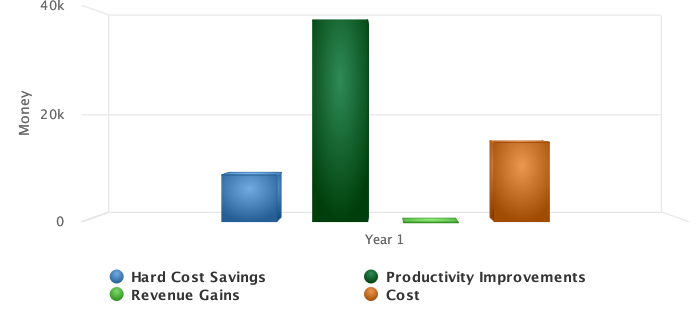 40k
20k
0
Money
Year 1
Hard Cost Savings
Productivity Improvements
Revenue Gains
Cost